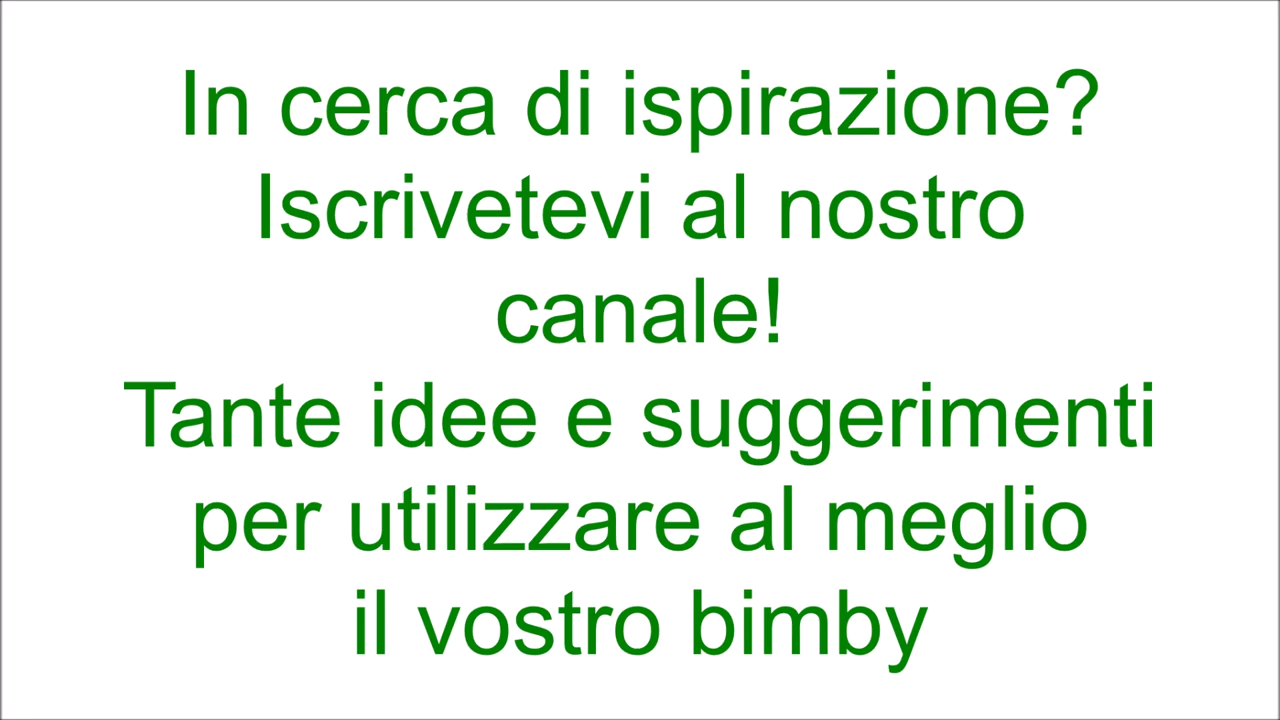 In cerca di ispirazione?
Iscrivetevi al nostro
canale!
Tante idee e suggerimenti
per utilizzare al meglio
il vostro bimby